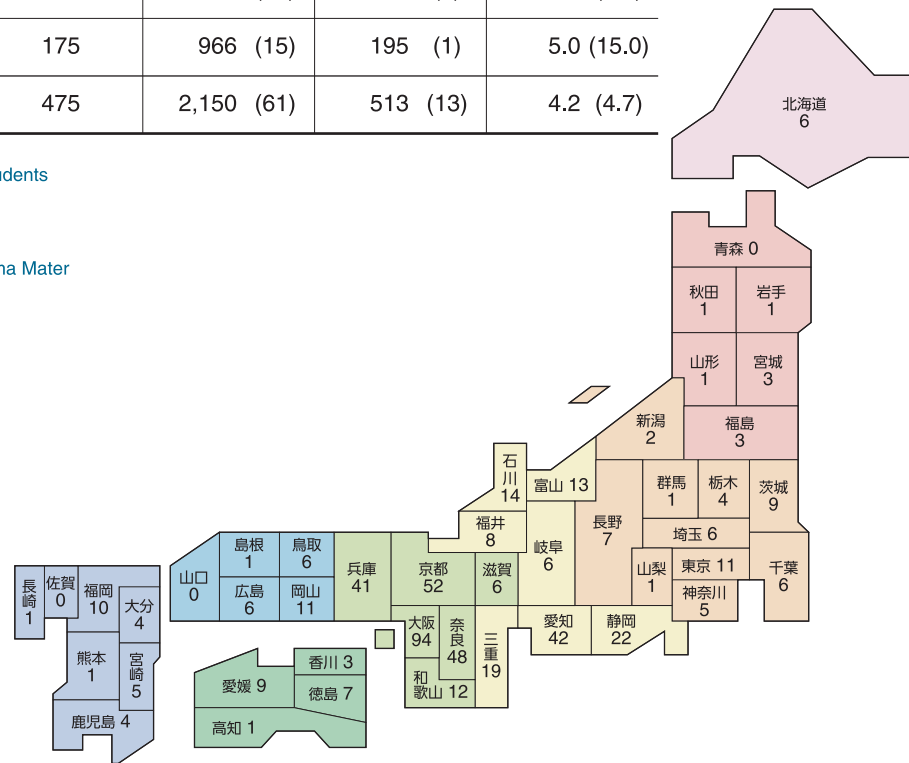 175 966 (15) 195 (1) 5.0 (15.0)
475 2,150 (61) 513 (13) 4.2 (4.7)
北海道
6
青森 0
秋田
1
岩手
1
山形
1
宮城
3
新潟
2
福島
3
石川
14
富山 13
群馬
1
栃木
4
茨城
9
福井
8
長野
7
埼玉 6
岐阜
6
山梨
1
東京 11
千葉
6
神奈川
5
島根
1
鳥取
6
兵庫
41
京都
52
滋賀
6
山口
0
広島
6
岡山
11
長崎
1
佐賀
0
福岡
10
大分
4
大阪
94
奈良
48
三重
19
愛知
42
静岡
22
熊本
1
宮崎
5
鹿児島 4
香川 3
愛媛 9
徳島 7
高知 1
和
歌山 12
udents
na Mater